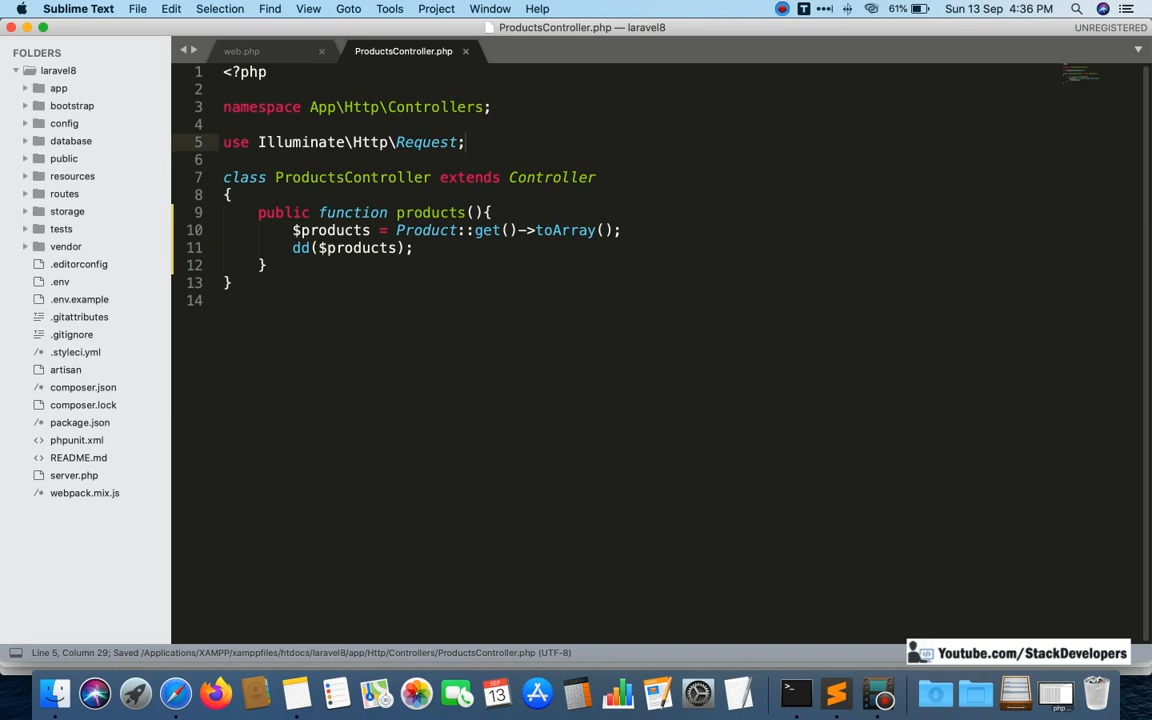 Sublime Text File Edit Selection Find View Goto Tools Project Window Help 61% Sun 13 Sep 4:36 PM
ProductsController.php — laravel8 UNREGISTERED
FOLDERS
laravel8
app
bootstrap
config
database
public
resources
routes
storage
tests
vendor
.editorconfig
.env
.env.example
.gitattributes
.gitignore
.styleci.yml
artisan
composer.json
composer.lock
package.json
phpunit.xml
README.md
server.php
webpack.mix.js
web.php ProductsController.php
1 <?php
2
3 namespace App\Http\Controllers;
4
5 use Illuminate\Http\Request;
6
7 class ProductsController extends Controller
8 {
9 public function products(){
10 $products = Product::get()->toArray();
11 dd($products);
12 }
13 }
14
Line 5, Column 29; Saved /Applications/XAMPP/xamppfiles/htdocs/laravel8/app/Http/Controllers/ProductsController.php (UTF-8)
Youtube.com/StackDevelopers
SEP
13
php